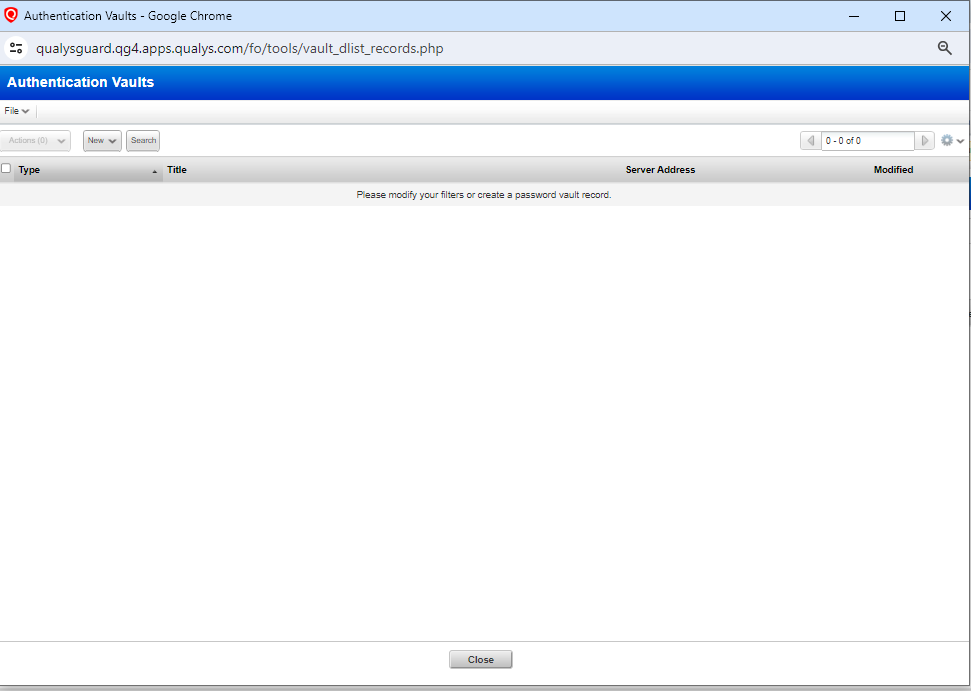 Authentication Vaults - Google Chrome
qualysguard.qg4.apps.qualys.com/fo/tools/vault_dlist_records.php
Authentication Vaults
File
Actions (0) New Search 0 - 0 of 0
Type Title Server Address Modified
Please modify your filters or create a password vault record.
Close